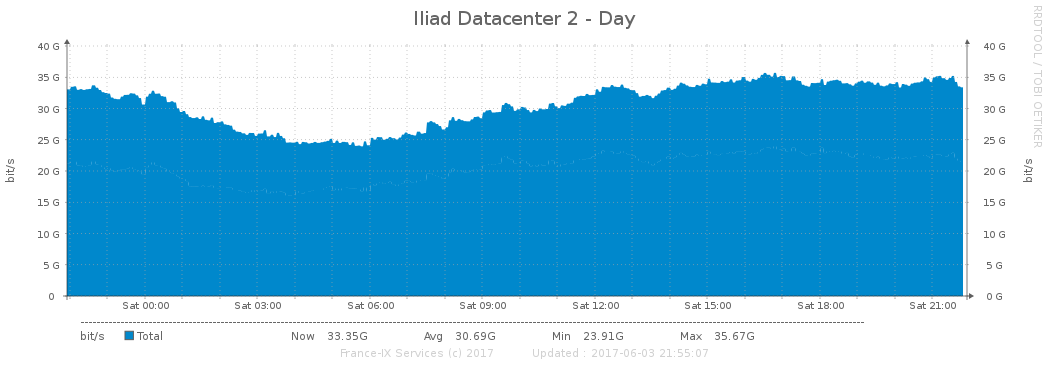 Iliad Datacenter 2 - Day
RRDTOOL / TOBI OETIKER
bit/s
bit/s
40 G 40 G
35 G 35 G
30 G 30 G
25 G 25 G
20 G 20 G
15 G 15 G
10 G 10 G
5 G 5 G
0 0 G
Sat 00:00 Sat 03:00 Sat 06:00 Sat 09:00 Sat 12:00 Sat 15:00 Sat 18:00 Sat 21:00
bit/s Total Now 33.35G Avg 30.69G Min 23.91G Max 35.67G
France-IX Services (c) 2017 Updated : 2017-06-03 21:55:07